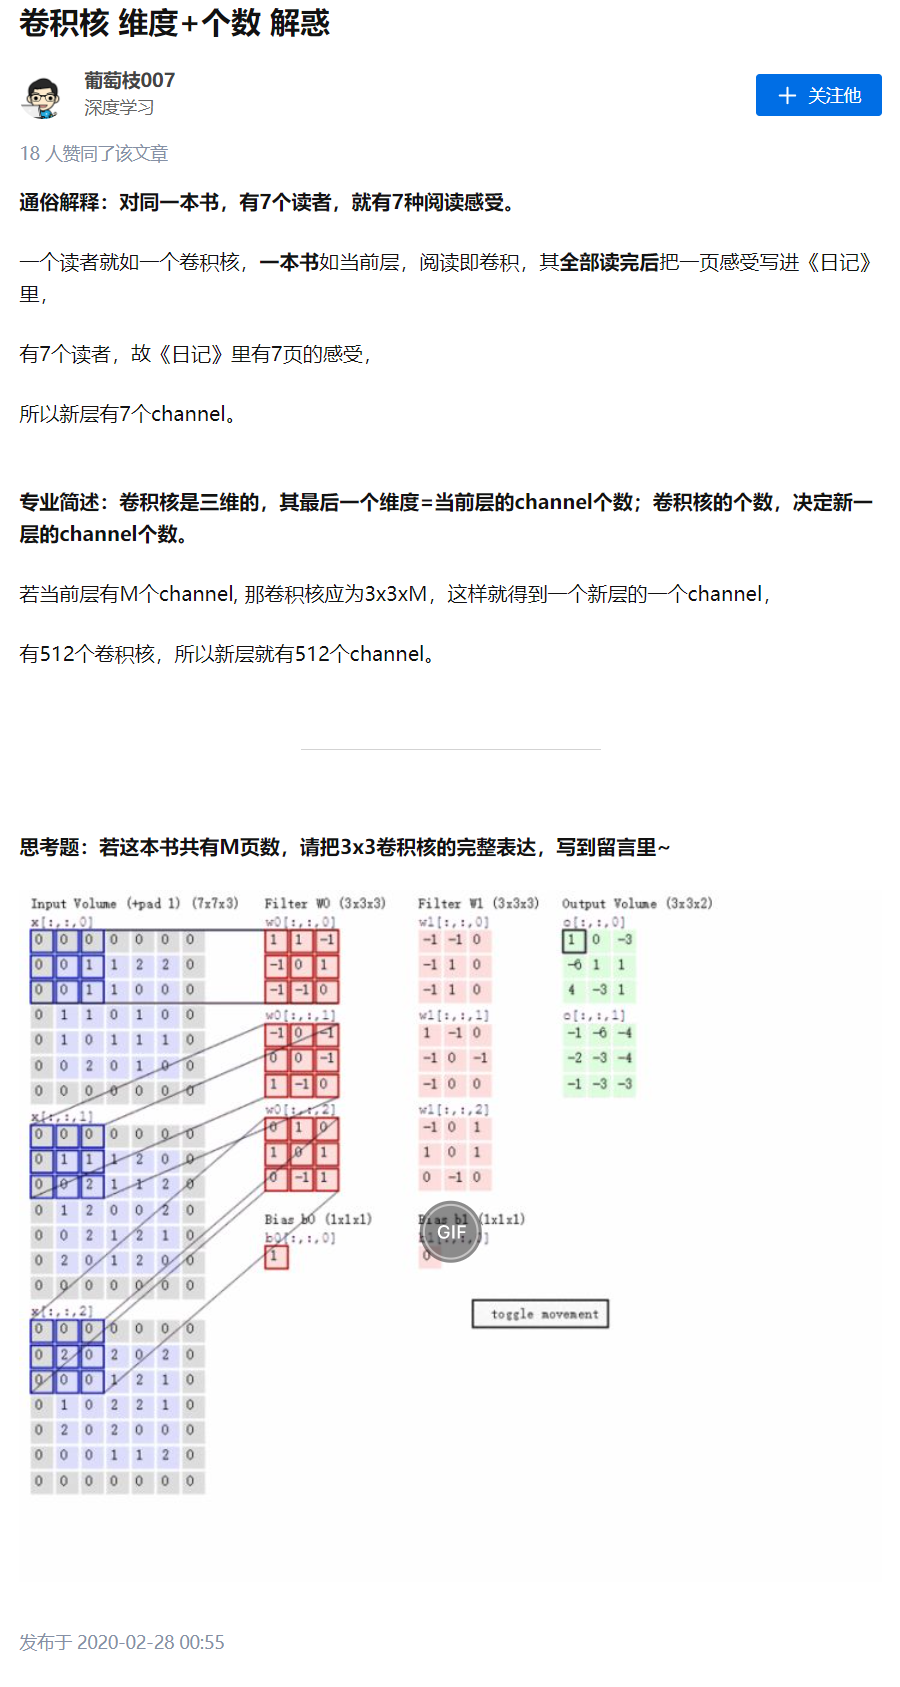 卷积核 维度+个数 解惑
葡萄枝007
深度学习
关注他
18 人赞同了该文章
通俗解释：对同一本书，有7个读者，就有7种阅读感受。
一个读者就如一个卷积核，一本书如当前层，阅读即卷积，其全部读完后把一页感受写进《日记》
里，
有7个读者，故《日记》里有7页的感受，
所以新层有7个channel。
专业简述：卷积核是三维的，其最后一个维度=当前层的channel个数；卷积核的个数，决定新一
层的channel个数。
若当前层有M个channel, 那卷积核应为3x3xM，这样就得到一个新层的一个channel，
有512个卷积核，所以新层就有512个channel。
思考题：若这本书共有M页数，请把3x3卷积核的完整表达，写到留言里~
Input Volume (+pad 1) (7x7x3)
x[:,:,0]
0 0 0 0 0 0 0
0 0 1 1 2 2 0
0 0 1 1 0 0 0
0 1 1 0 1 0 0
0 1 0 1 1 1 0
0 0 2 0 1 0 0
0 0 0 0 0 0 0
x[:,:,1]
0 0 0 0 0 0 0
0 1 1 1 2 0 0
0 0 2 1 1 2 0
0 1 2 0 0 2 0
0 0 2 1 2 1 0
0 2 0 1 2 0 0
0 0 0 0 0 0 0
x[:,:,2]
0 0 0 0 0 0 0
0 2 0 2 0 2 0
0 0 0 1 2 1 0
0 1 0 2 2 1 0
0 2 0 2 0 0 0
0 0 0 1 1 2 0
0 0 0 0 0 0 0
Filter W0 (3x3x3)
w0[:,:,0]
1 1 -1
-1 0 1
-1 -1 0
w0[:,:,1]
-1 0 -1
0 0 -1
1 -1 0
w0[:,:,2]
0 1 0
1 0 1
0 -1 1
Bias b0 (1x1x1)
b0[:,:,0]
1
Filter W1 (3x3x3)
w1[:,:,0]
-1 -1 0
-1 1 0
-1 1 0
w1[:,:,1]
1 -1 0
-1 0 -1
-1 0 0
w1[:,:,2]
-1 0 1
1 0 1
0 -1 0
Bias b1 (1x1x1)
b1[:,:,0]
0
GIF
Output Volume (3x3x2)
o[:,:,0]
1 0 -3
-6 1 1
4 -3 1
o[:,:,1]
-1 -6 -4
-2 -3 -4
-1 -3 -3
toggle movement
发布于 2020-02-28 00:55